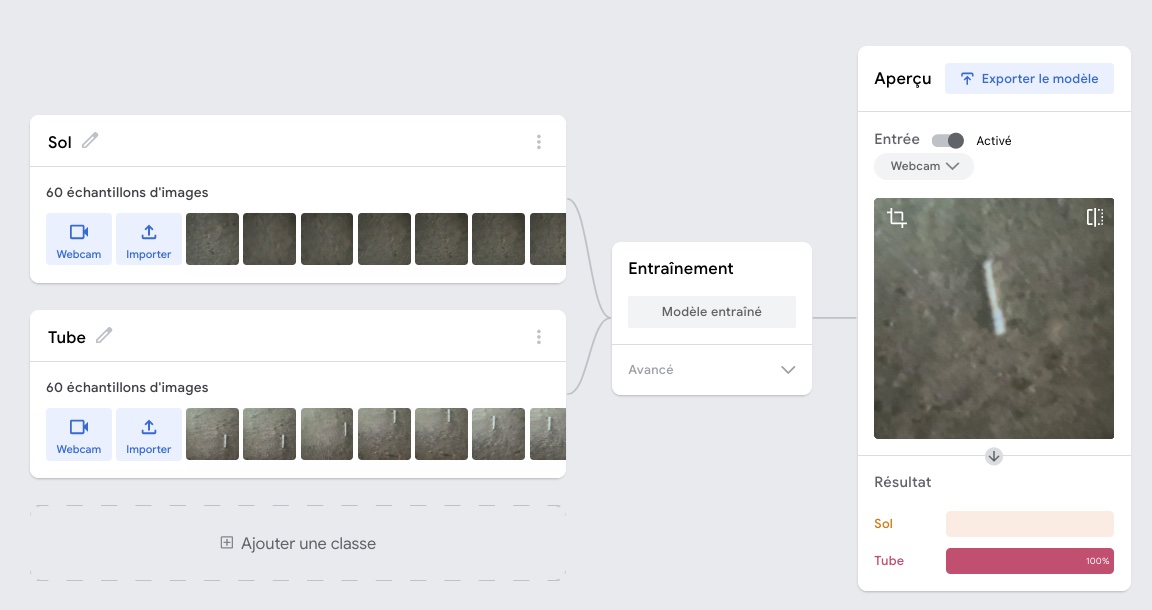 Sol
60 échantillons d'images
Webcam
Importer
Tube
60 échantillons d'images
Webcam
Importer
Ajouter une classe
Entraînement
Modèle entraîné
Avancé
Aperçu
Exporter le modèle
Entrée
Activé
Webcam
Résultat
Sol
Tube
100%